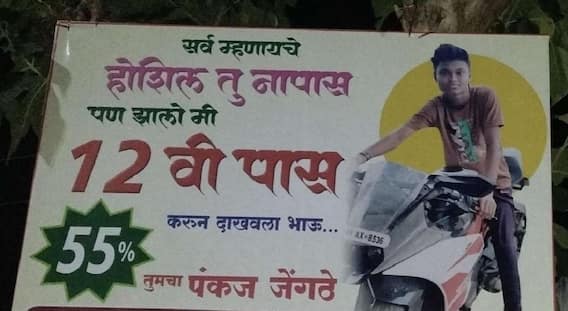 सर्व म्हणायचे
होशिल तु नापास
पण झालो मी
12 वी पास
करुन दाखवला भाऊ...
55%
तुमचा पंकज जेंगठे